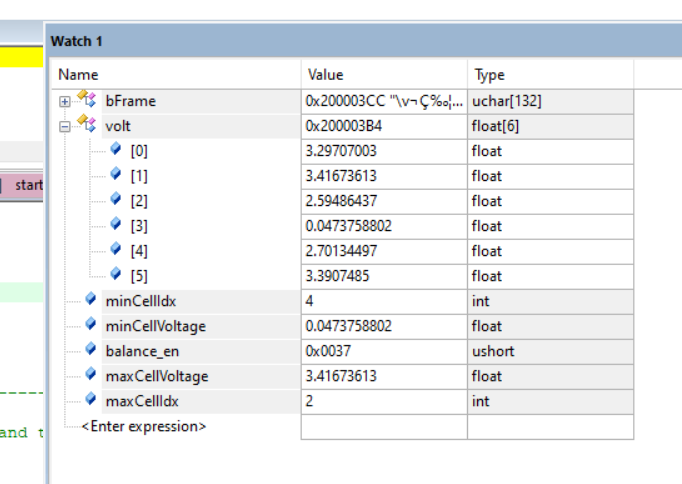 Watch 1
Name Value Type
bFrame 0x200003CC "\v¬ Ç‰¦... uchar[132]
volt 0x200003B4 float[6]
[0] 3.29707003 float
[1] 3.41673613 float
[2] 2.59486437 float
start
[3] 0.0473758802 float
[4] 2.70134497 float
[5] 3.3907485 float
minCellIdx 4 int
minCellVoltage 0.0473758802 float
balance_en 0x0037 ushort
maxCellVoltage 3.41673613 float
maxCellIdx 2 int
<Enter expression>
and t